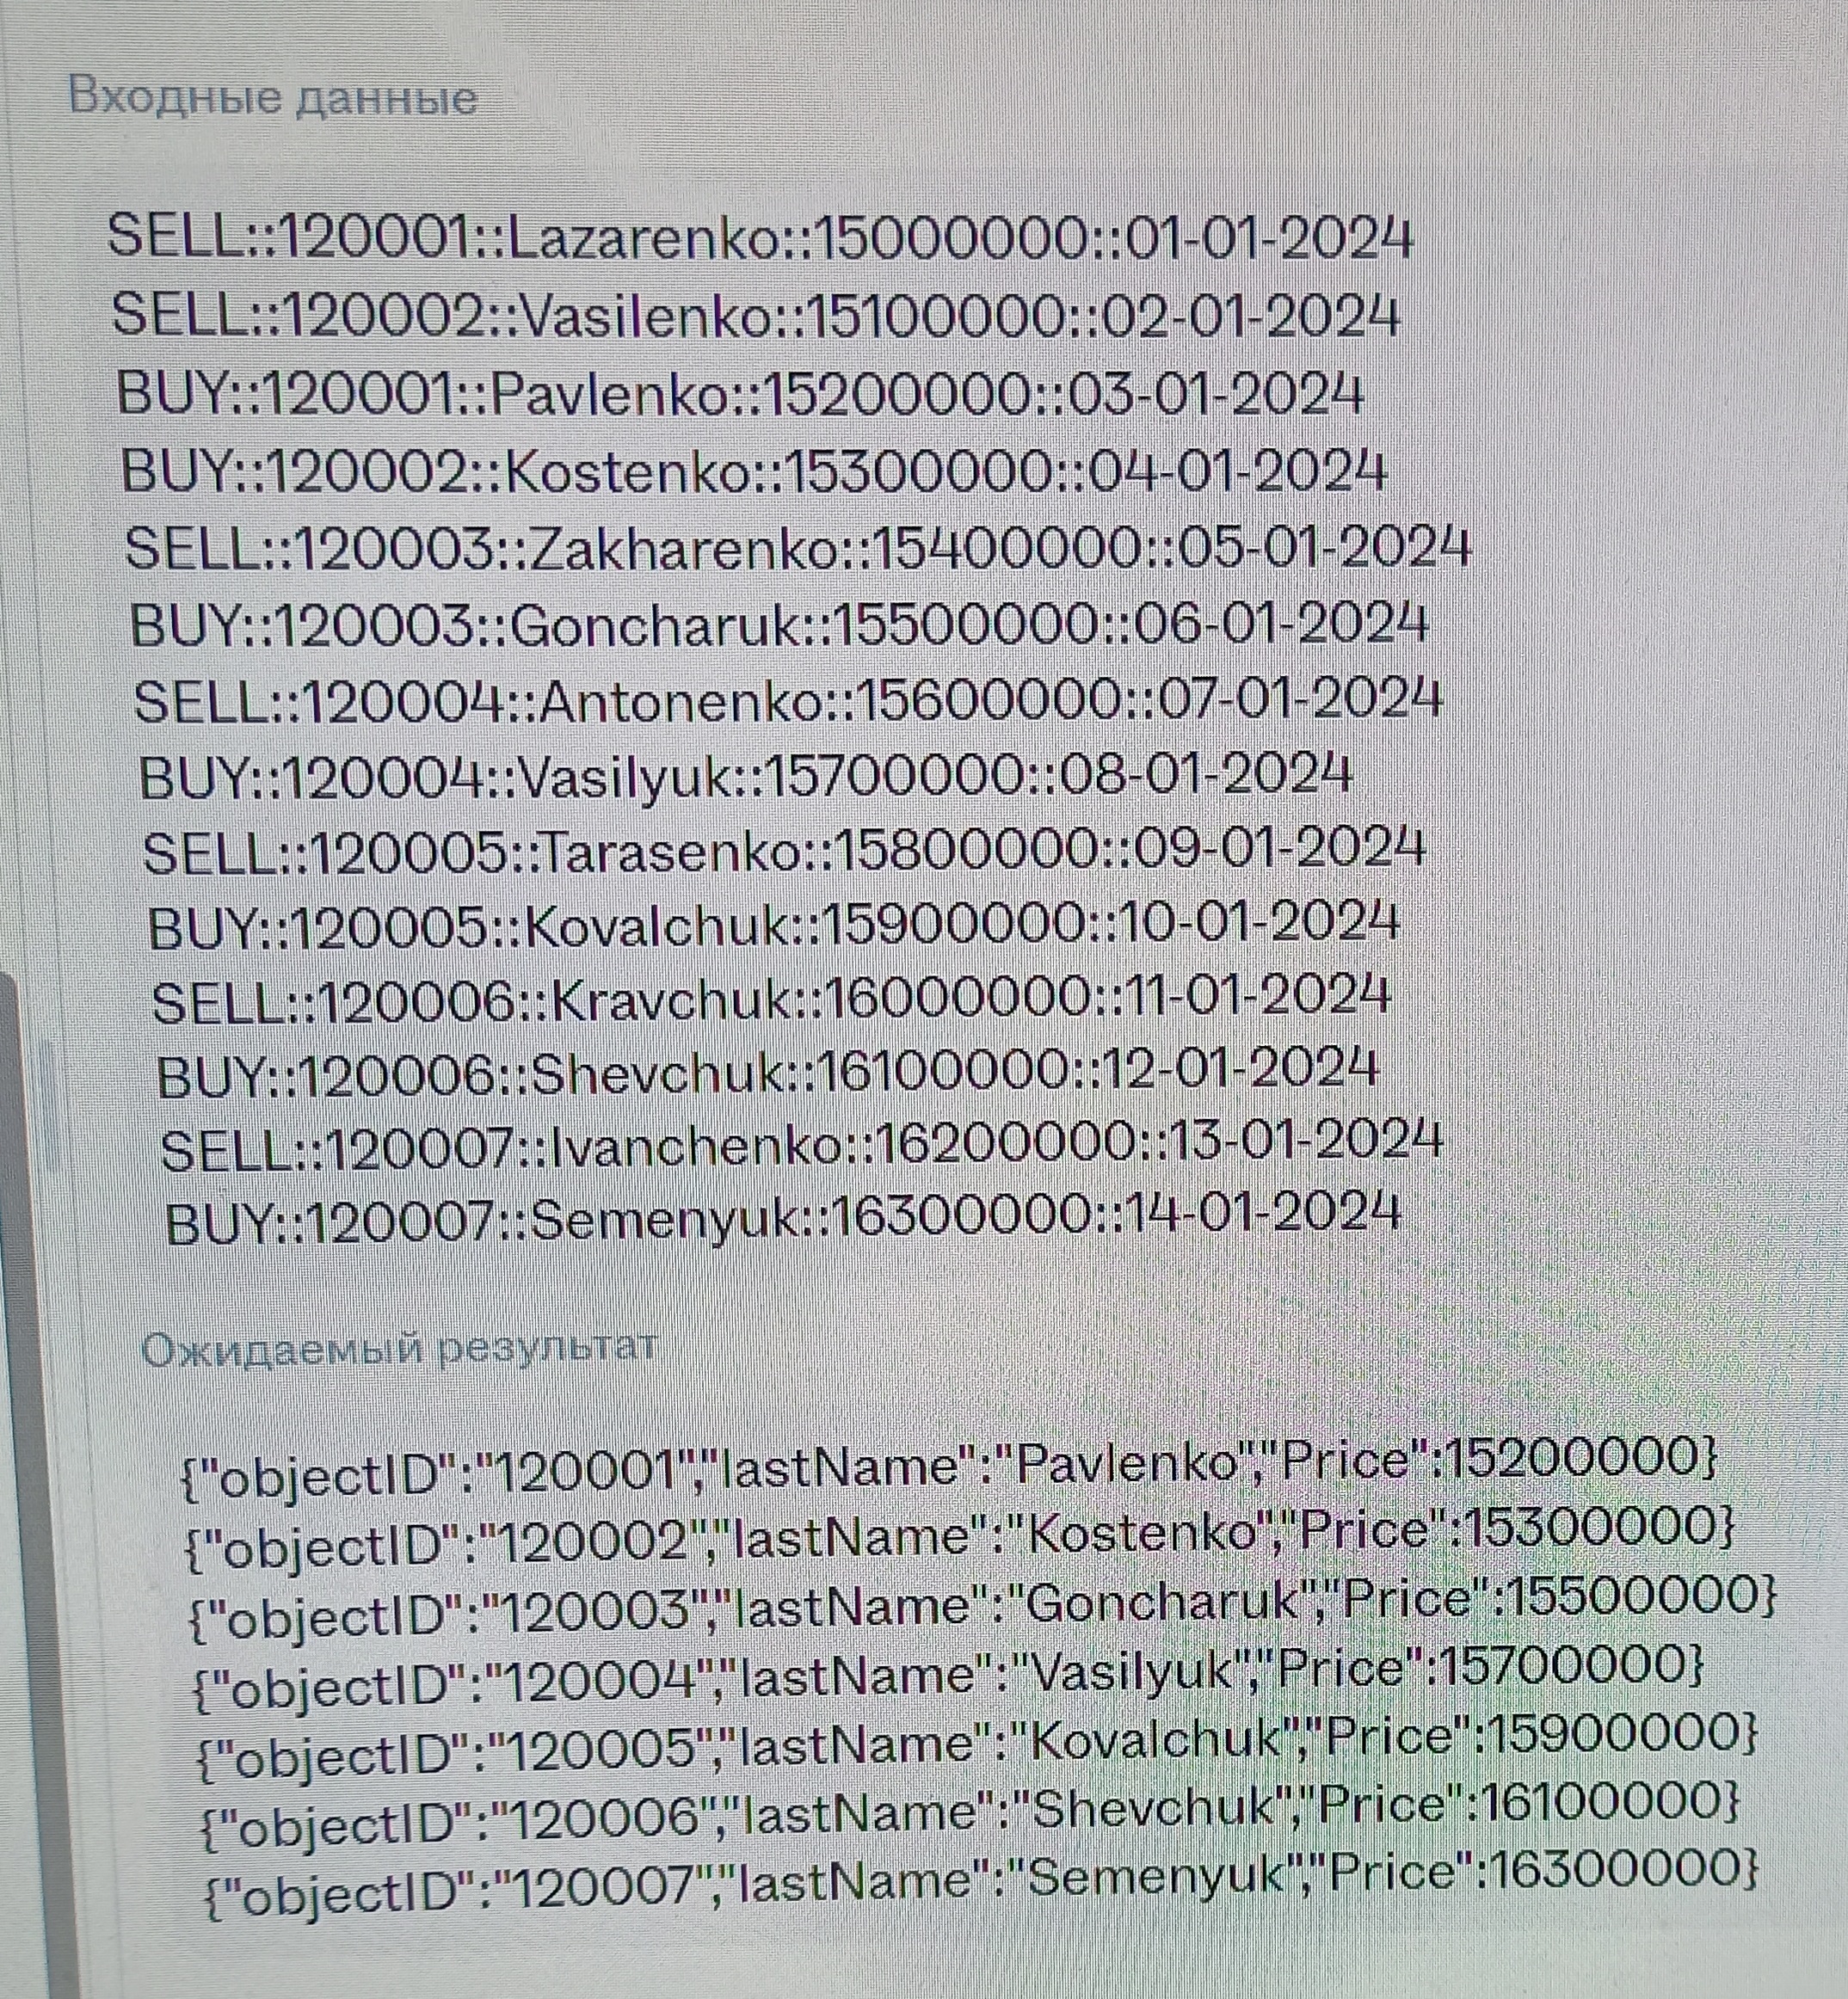 Входные данные
SELL::120001::Lazarenko::15000000::01-01-2024
SELL::120002::Vasilenko::15100000::02-01-2024
BUY::120001::Pavlenko::15200000::03-01-2024
BUY::120002::Kostenko::15300000::04-01-2024
SELL::120003::Zakharenko::15400000::05-01-2024
BUY::120003::Goncharuk::15500000::06-01-2024
SELL::120004::Antonenko::15600000::07-01-2024
BUY::120004::Vasilyuk::15700000::08-01-2024
SELL::120005::Tarasenko::15800000::09-01-2024
BUY::120005::Kovalchuk::15900000::10-01-2024
SELL::120006::Kravchuk::16000000::11-01-2024
BUY::120006::Shevchuk::16100000::12-01-2024
SELL::120007::Ivanchenko::16200000::13-01-2024
BUY::120007::Semenyuk::16300000::14-01-2024
Ожидаемый результат
{"objectID":"120001","lastName":"Pavlenko","Price":15200000}
{"objectID":"120002","lastName":"Kostenko","Price":15300000}
{"objectID":"120003","lastName":"Goncharuk","Price":15500000}
{"objectID":"120004","lastName":"Vasilyuk","Price":15700000}
{"objectID":"120005","lastName":"Kovalchuk","Price":15900000}
{"objectID":"120006","lastName":"Shevchuk","Price":16100000}
{"objectID":"120007","lastName":"Semenyuk","Price":16300000}